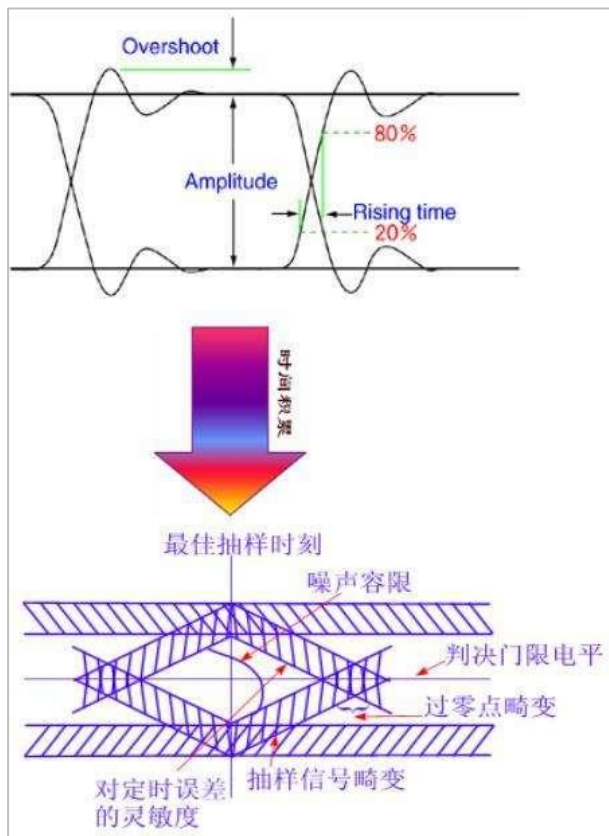 Overshoot
80%
Amplitude
Rising time
20%
时间积累
最佳抽样时刻
噪声容限
判决门限电平
过零点畸变
对定时误差
的灵敏度
抽样信号畸变